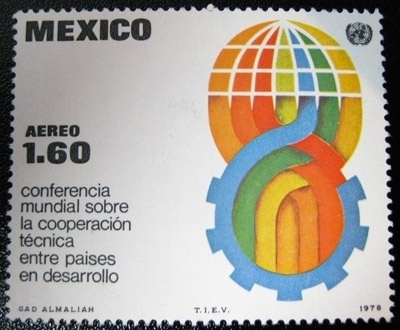 MEXICO
AEREO
1.60
conferencia
mundial sobre
la cooperación
técnica
entre paises
en desarrollo
GAD ALMALIAH T.I.E.V. 1978